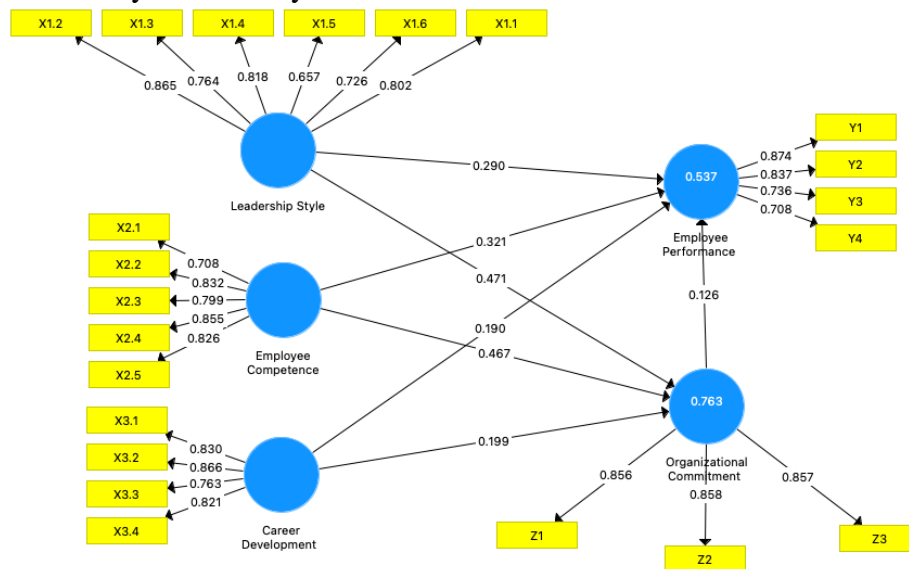 X1.2 X1.3 X1.4 X1.5 X1.6 X1.1
0.865 0.764 0.818 0.657 0.726 0.802
Leadership Style
X2.1
X2.2
X2.3
X2.4
X2.5
0.708
0.832
0.799
0.855
0.826
Employee
Competence
X3.1
X3.2
X3.3
X3.4
0.830
0.866
0.763
0.821
Career
Development
0.290
0.321
0.471
0.190
0.467
0.199
0.537
Employee
Performance
0.874
0.837
0.736
0.708
Y1
Y2
Y3
Y4
0.126
0.763
Organizational
Commitment
0.856
0.858
0.857
Z1
Z2
Z3